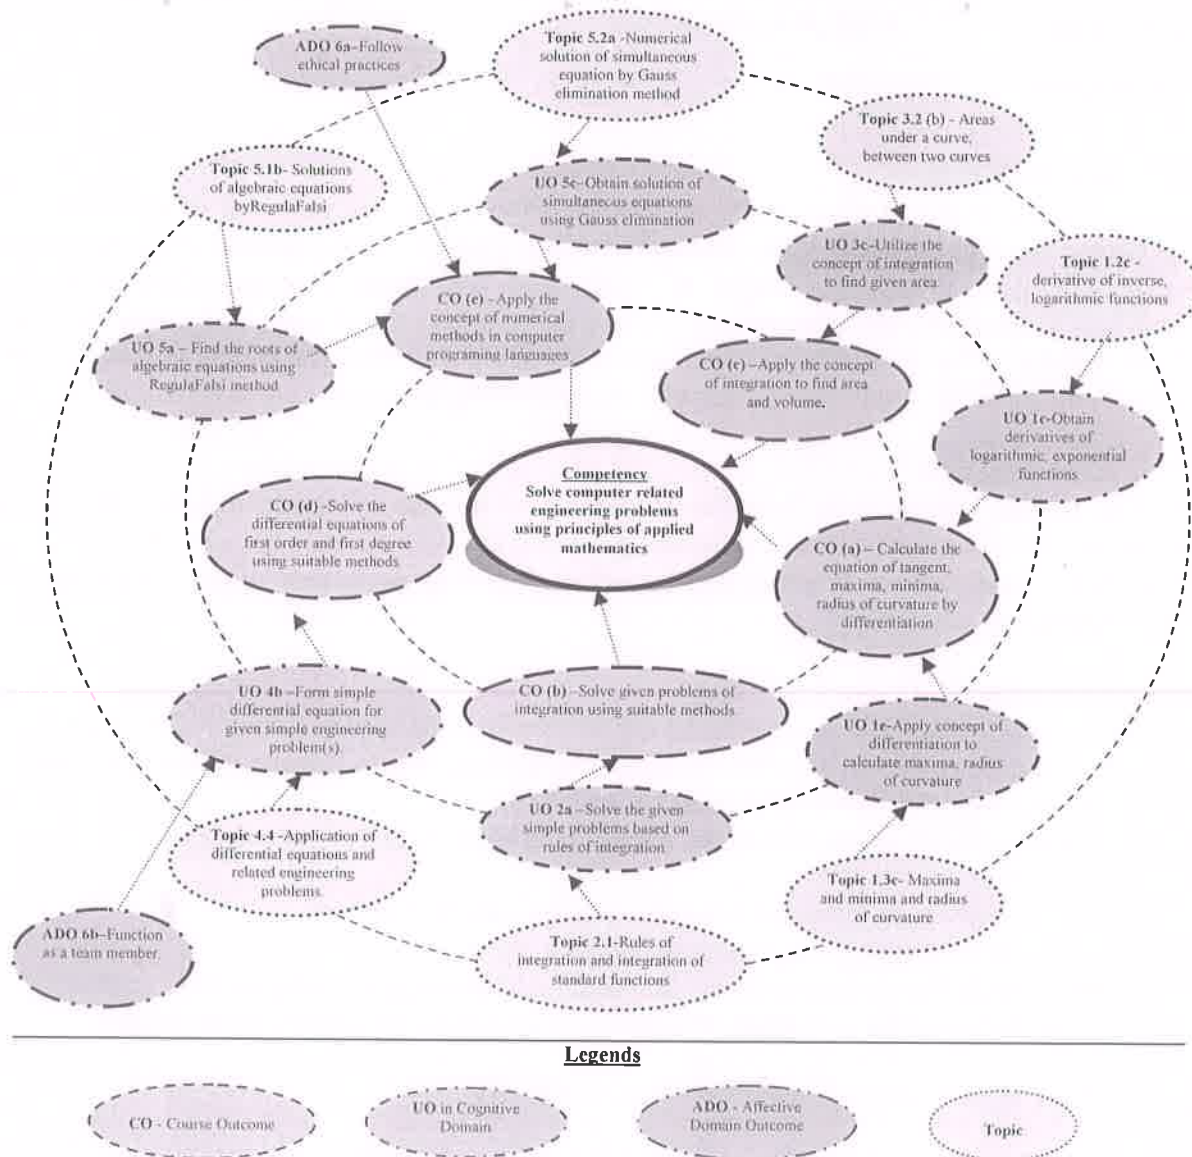 ADO 6a–Follow
ethical practices
Topic 5.2a -Numerical
solution of simultaneous
equation by Gauss
elimination method
Topic 3.2 (b) - Areas
under a curve,
between two curves
Topic 5.1b- Solutions
of algebraic equations
byRegulaFalsi
UO 5c–Obtain solution of
simultaneous equations
using Gauss elimination
UO 3c-Utilize the
concept of integration
to find given area
Topic 1.2c -
derivative of inverse,
logarithmic functions
CO (e) - Apply the
concept of numerical
methods in computer
programing languages
UO 5a – Find the roots of
algebraic equations using
RegulaFalsi method
CO (c) –Apply the concept
of integration to find area
and volume.
UO 1c-Obtain
derivatives of
logarithmic, exponential
functions
Competency
Solve computer related
engineering problems
using principles of applied
mathematics
CO (d) -Solve the
differential equations of
first order and first degree
using suitable methods
CO (a) – Calculate the
equation of tangent,
maxima, minima,
radius of curvature by
differentiation
UO 4b –Form simple
differential equation for
given simple engineering
problem(s).
CO (b) –Solve given problems of
integration using suitable methods
UO 1e-Apply concept of
differentiation to
calculate maxima, radius
of curvature
UO 2a –Solve the given
simple problems based on
rules of integration
Topic 4.4 -Application of
differential equations and
related engineering
problems.
Topic 1.3c- Maxima
and minima and radius
of curvature
ADO 6b–Function
as a team member
Topic 2.1-Rules of
integration and integration of
standard functions
Legends
CO - Course Outcome
UO in Cognitive
Domain
ADO - Affective
Domain Outcome
Topic